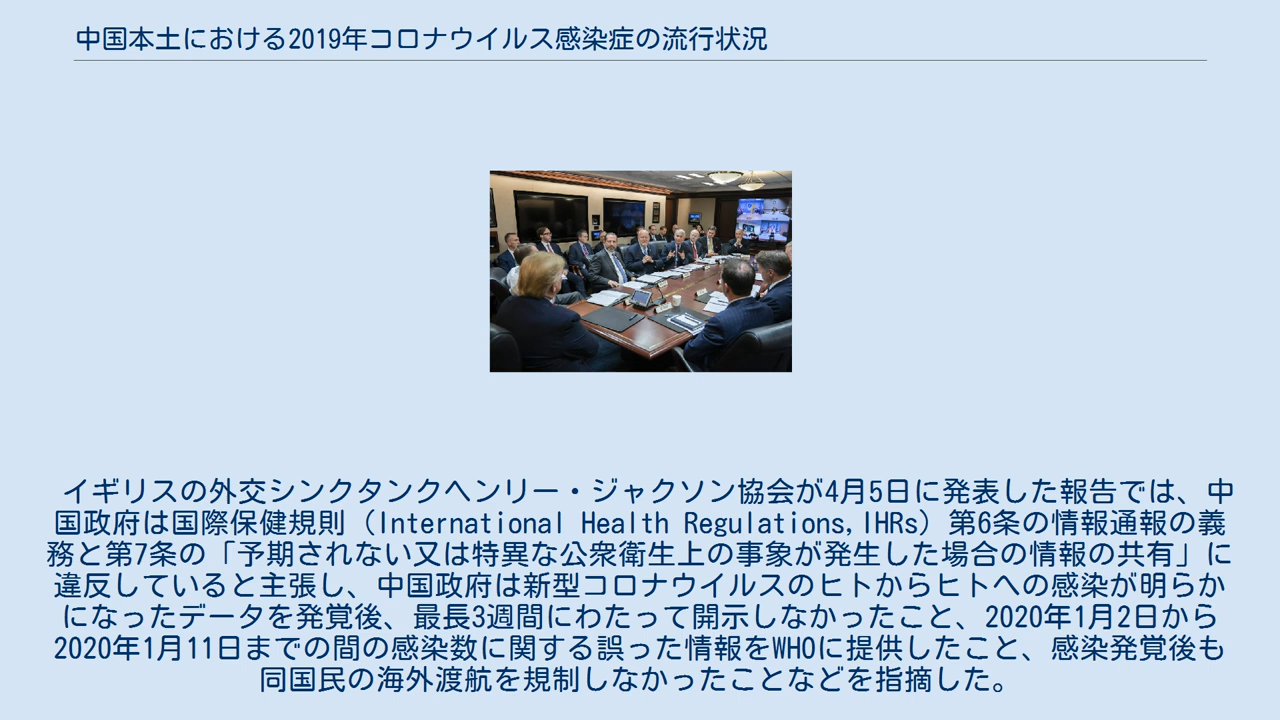 中国本土における2019年コロナウイルス感染症の流行状況
イギリスの外交シンクタンクヘンリー・ジャクソン協会が4月5日に発表した報告では、中
国政府は国際保健規則（International Health Regulations,IHRs）第6条の情報通報の義
務と第7条の「予期されない又は特異な公衆衛生上の事象が発生した場合の情報の共有」に
違反していると主張し、中国政府は新型コロナウイルスのヒトからヒトへの感染が明らか
になったデータを発覚後、最長3週間にわたって開示しなかったこと、2020年1月2日から
2020年1月11日までの間の感染数に関する誤った情報をWHOに提供したこと、感染発覚後も
同国民の海外渡航を規制しなかったことなどを指摘した。